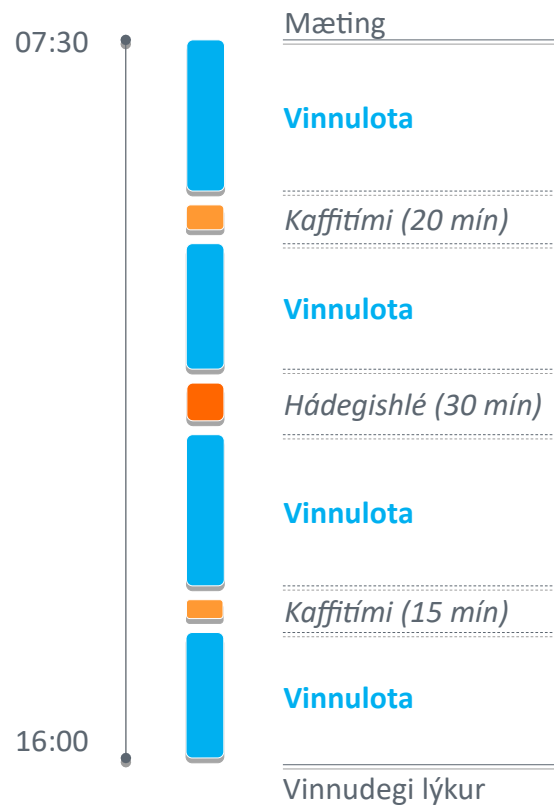 Mæting
07:30
Vinnulota
Kaffitími (20 mín)
Vinnulota
Hádegishlé (30 mín)
Vinnulota
Kaffitími (15 mín)
Vinnulota
16:00
Vinnudegi lýkur